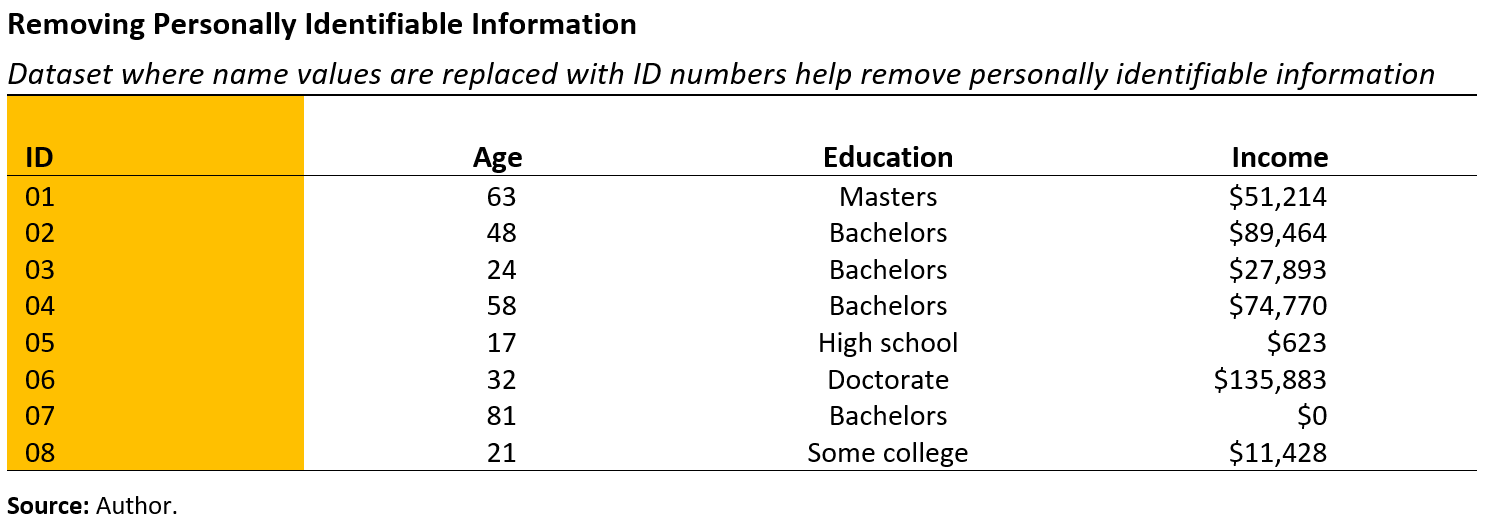 Removing Personally Identifiable Information
Dataset where name values are replaced with ID numbers help remove personally identifiable information
ID Age Education Income
01 63 Masters $51,214
02 48 Bachelors $89,464
03 24 Bachelors $27,893
04 58 Bachelors $74,770
05 17 High school $623
06 32 Doctorate $135,883
07 81 Bachelors $0
08 21 Some college $11,428
Source: Author.